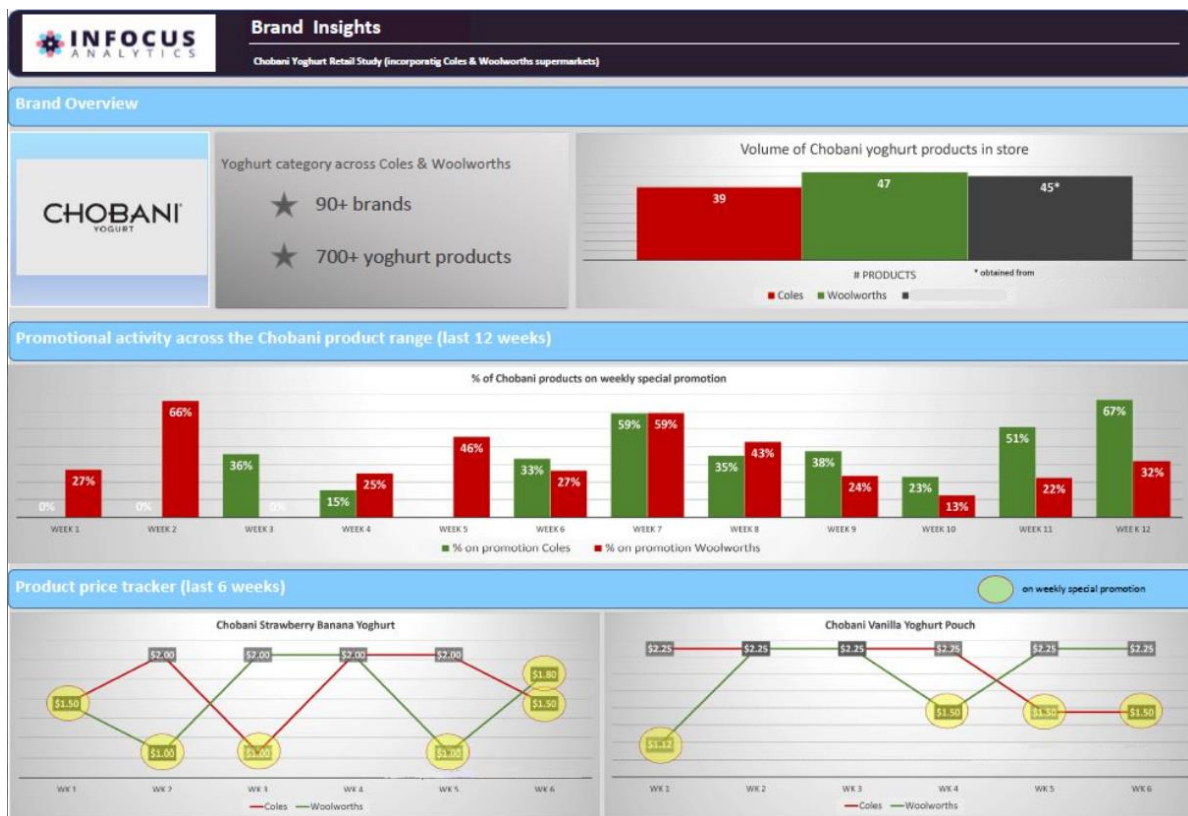 INFOCUS
ANALYTICS
Brand Insights
Chobani Yoghurt Retail Study (incorporatig Coles & Woolworths supermarkets)
Brand Overview
CHOBANI
YOGURT
Yoghurt category across Coles & Woolworths
90+ brands
700+ yoghurt products
Volume of Chobani yoghurt products in store
39
47
45*
# PRODUCTS
* obtained from
Coles
Woolworths
Promotional activity across the Chobani product range (last 12 weeks)
% of Chobani products on weekly special promotion
0% 27%
0% 66%
36% 0%
15% 25%
46%
33% 27%
59% 59%
35% 43%
38% 24%
23% 13%
51% 22%
67% 32%
WEEK 1 WEEK 2 WEEK 3 WEEK 4 WEEK 5 WEEK 6 WEEK 7 WEEK 8 WEEK 9 WEEK 10 WEEK 11 WEEK 12
% on promotion Coles % on promotion Woolworths
Product price tracker (last 6 weeks)
on weekly special promotion
Chobani Strawberry Banana Yoghurt
$2.00 $2.00 $2.00 $2.00
$1.80
$1.50 $1.50
$1.00 $1.00 $1.00
WK 1 WK 2 WK 3 WK 4 WK 5 WK 6
Coles Woolworths
Chobani Vanilla Yoghurt Pouch
$2.25 $2.25 $2.25 $2.25 $2.25 $2.25
$1.50 $1.50 $1.50
$1.12
WK 1 WK 2 WK 3 WK 4 WK 5 WK 6
Coles Woolworths